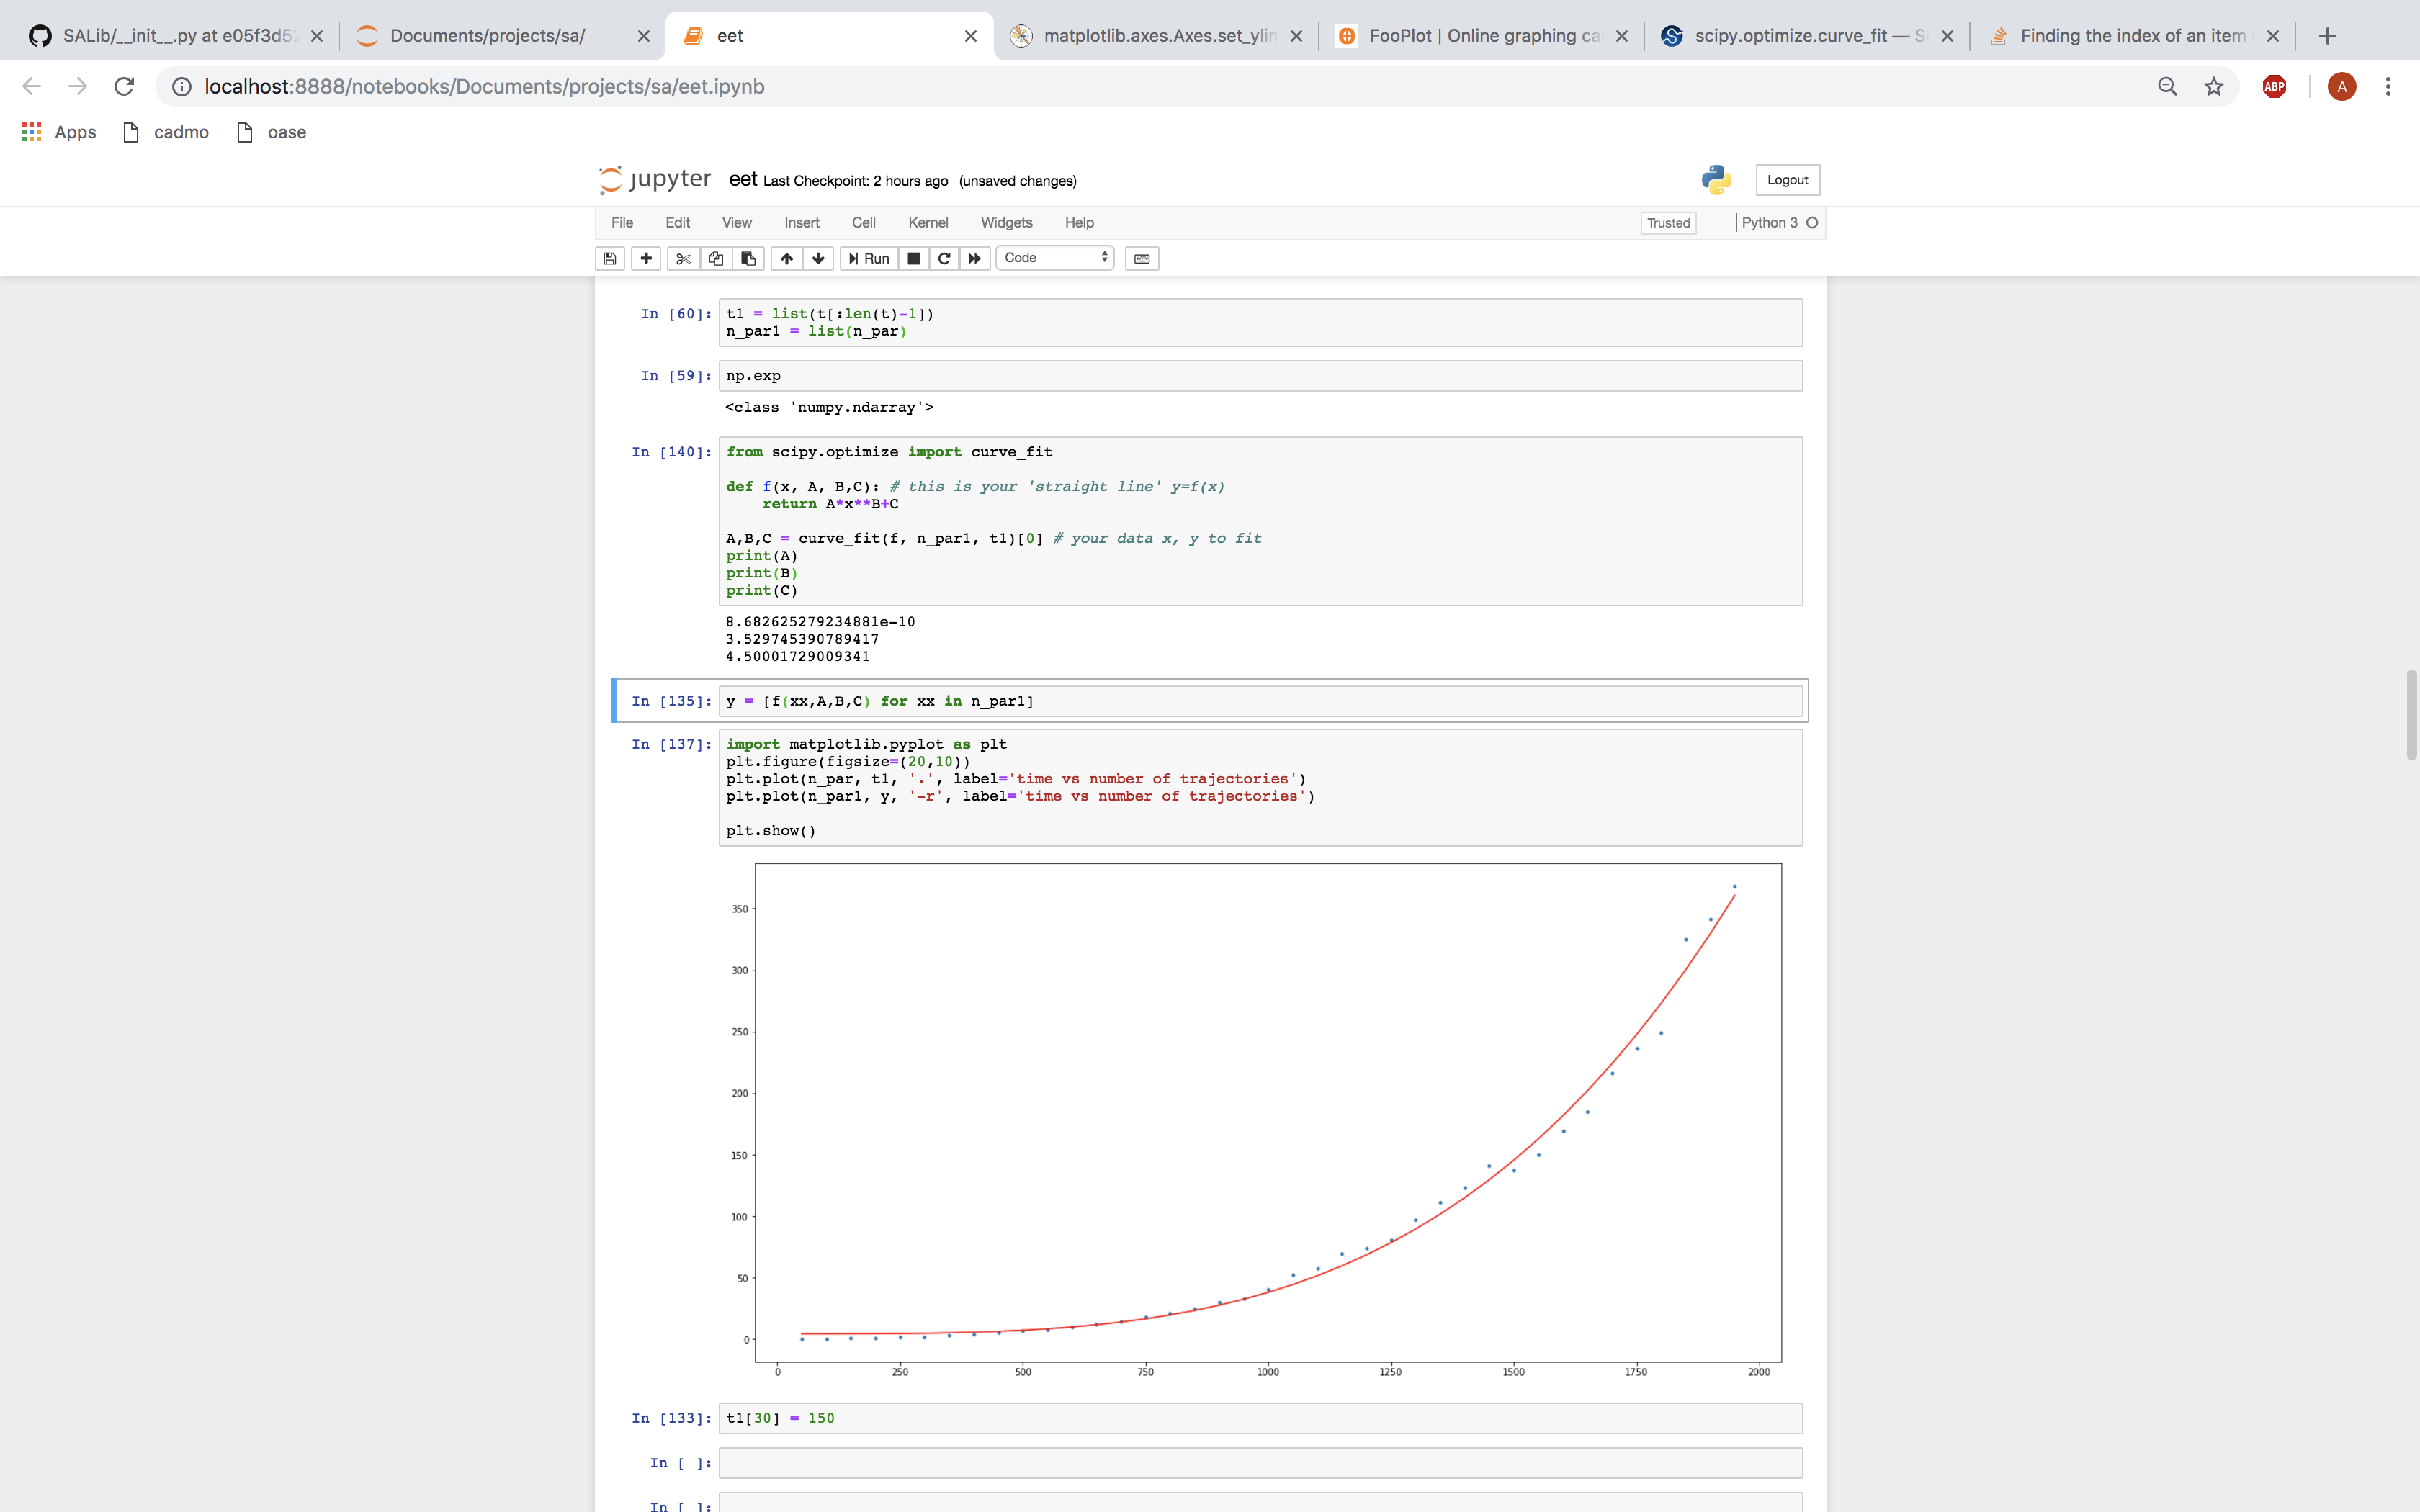 SALib/__init__.py at e05f3d52
Documents/projects/sa/
eet
matplotlib.axes.Axes.set_ylim
FooPlot | Online graphing ca
scipy.optimize.curve_fit — S
Finding the index of an item
localhost:8888/notebooks/Documents/projects/sa/eet.ipynb
ABP
A
Apps
cadmo
oase
jupyter
eet Last Checkpoint: 2 hours ago (unsaved changes)
Logout
File Edit View Insert Cell Kernel Widgets Help
Trusted
Python 3
Run
Code
In [60]:
t1 = list(t[:len(t)-1])
n_par1 = list(n_par)
In [59]:
np.exp
<class 'numpy.ndarray'>
In [140]:
from scipy.optimize import curve_fit
def f(x, A, B,C): # this is your 'straight line' y=f(x)
    return A*x**B+C
A,B,C = curve_fit(f, n_par1, t1)[0] # your data x, y to fit
print(A)
print(B)
print(C)
8.682625279234881e-10
3.529745390789417
4.50001729009341
In [135]:
y = [f(xx,A,B,C) for xx in n_par1]
In [137]:
import matplotlib.pyplot as plt
plt.figure(figsize=(20,10))
plt.plot(n_par, t1, '.', label='time vs number of trajectories')
plt.plot(n_par1, y, '-r', label='time vs number of trajectories')
plt.show()
350
300
250
200
150
100
50
0
0 250 500 750 1000 1250 1500 1750 2000
In [133]:
t1[30] = 150
In [ ]:
In [ ]: